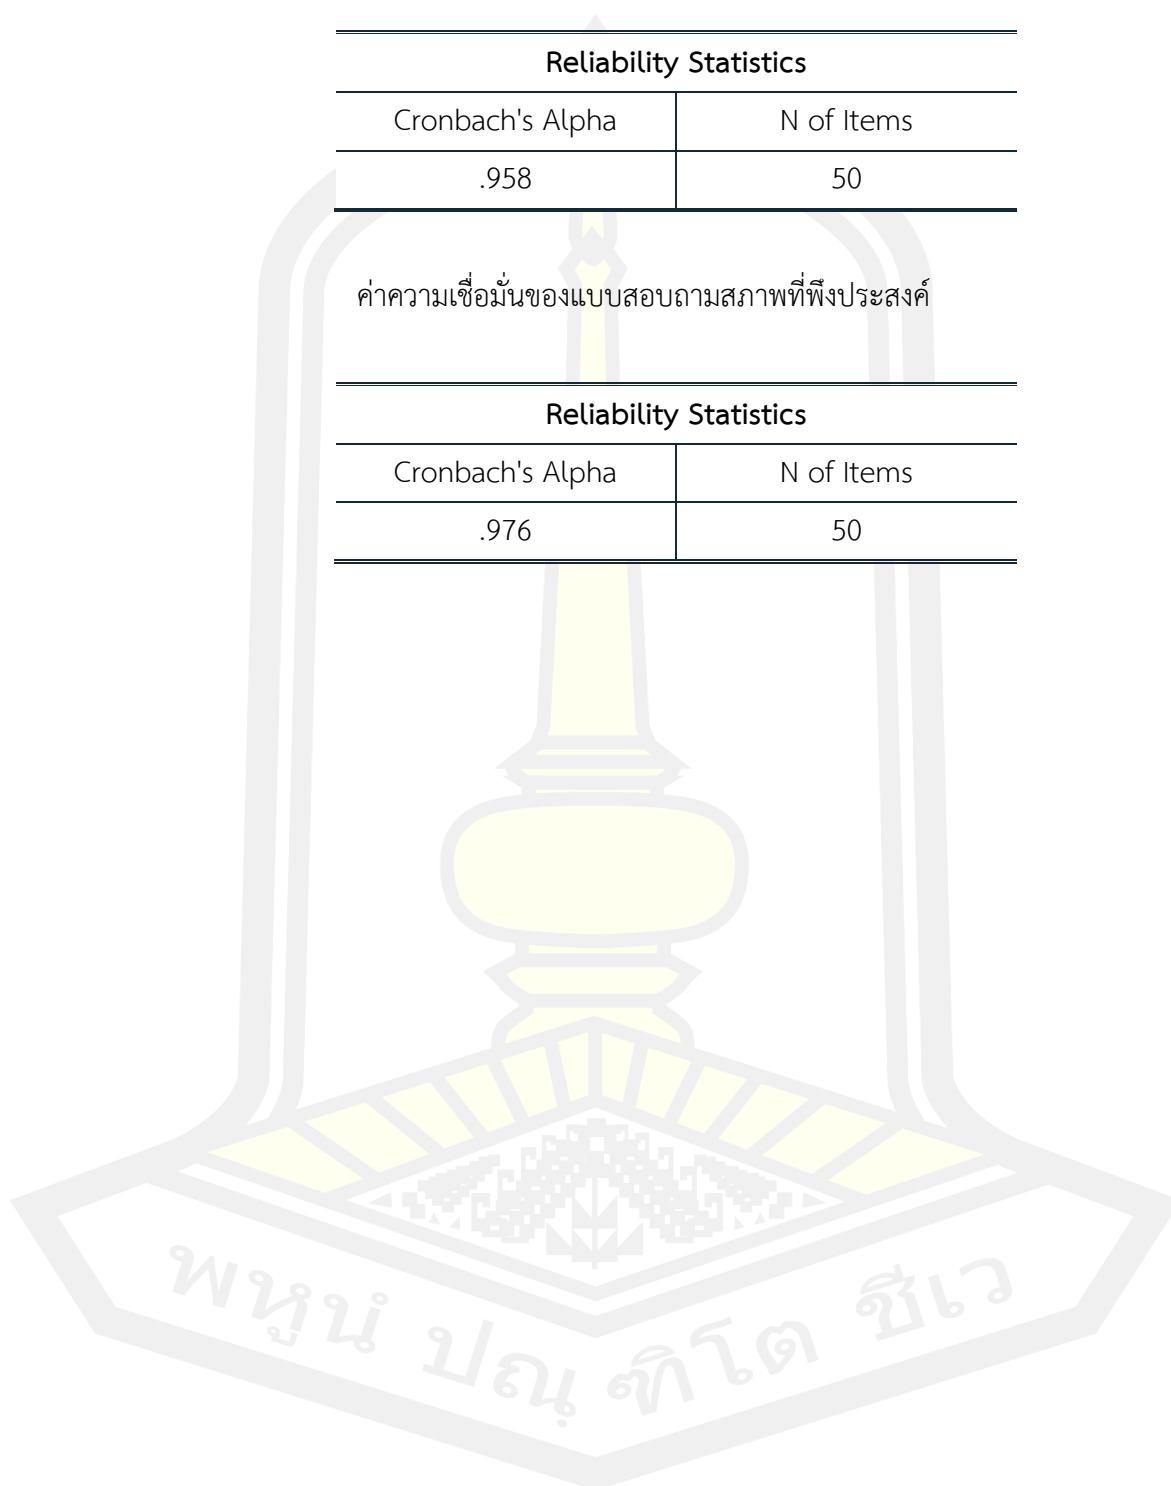 Reliability Statistics
Cronbach's Alpha N of Items
.958 50
ค่าความเชื่อมั่นของแบบสอบถามสภาพที่พึงประสงค์
Reliability Statistics
Cronbach's Alpha N of Items
.976 50
พหูนํ ปณฺฑิโต ชีเว